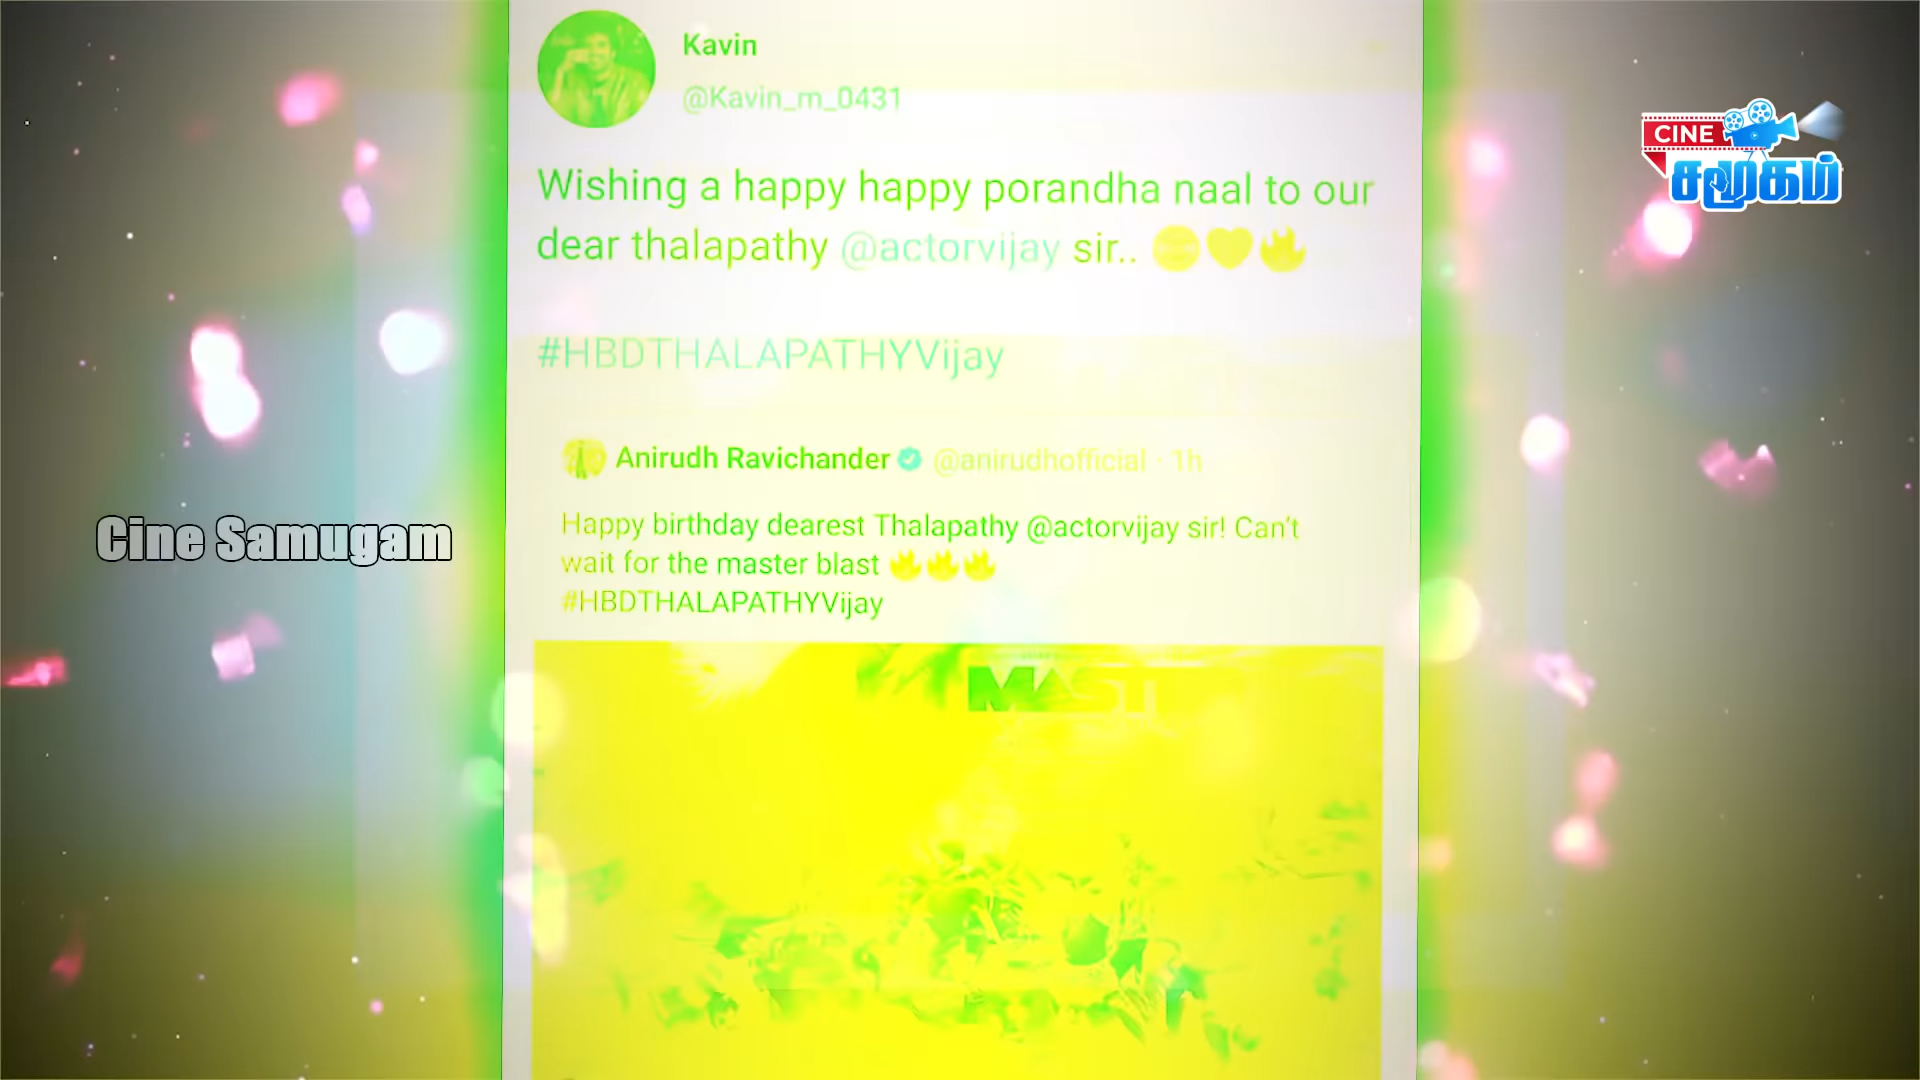 Kavin
@Kavin_m_0431
CINE
சமூகம்
Wishing a happy happy porandha naal to our
dear thalapathy @actorvijay sir..
#HBDTHALAPATHYVijay
Anirudh Ravichander @anirudhofficial · 1h
Cine Samugam
Happy birthday dearest Thalapathy @actorvijay sir! Can't
wait for the master blast 🔥🔥🔥
#HBDTHALAPATHYVijay